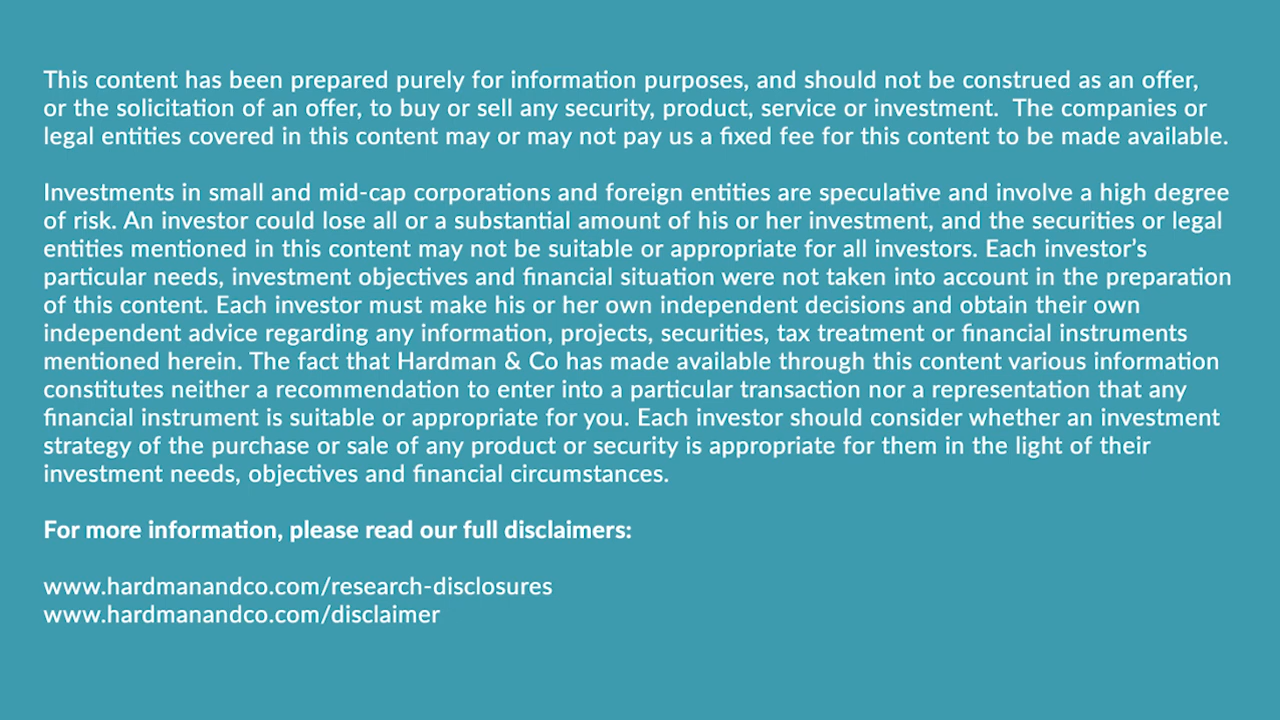 This content has been prepared purely for information purposes, and should not be construed as an offer,
or the solicitation of an offer, to buy or sell any security, product, service or investment.  The companies or
legal entities covered in this content may or may not pay us a fixed fee for this content to be made available.
Investments in small and mid-cap corporations and foreign entities are speculative and involve a high degree
of risk. An investor could lose all or a substantial amount of his or her investment, and the securities or legal
entities mentioned in this content may not be suitable or appropriate for all investors. Each investor’s
particular needs, investment objectives and financial situation were not taken into account in the preparation
of this content. Each investor must make his or her own independent decisions and obtain their own
independent advice regarding any information, projects, securities, tax treatment or financial instruments
mentioned herein. The fact that Hardman & Co has made available through this content various information
constitutes neither a recommendation to enter into a particular transaction nor a representation that any
financial instrument is suitable or appropriate for you. Each investor should consider whether an investment
strategy of the purchase or sale of any product or security is appropriate for them in the light of their
investment needs, objectives and financial circumstances.
For more information, please read our full disclaimers:
www.hardmanandco.com/research-disclosures
www.hardmanandco.com/disclaimer